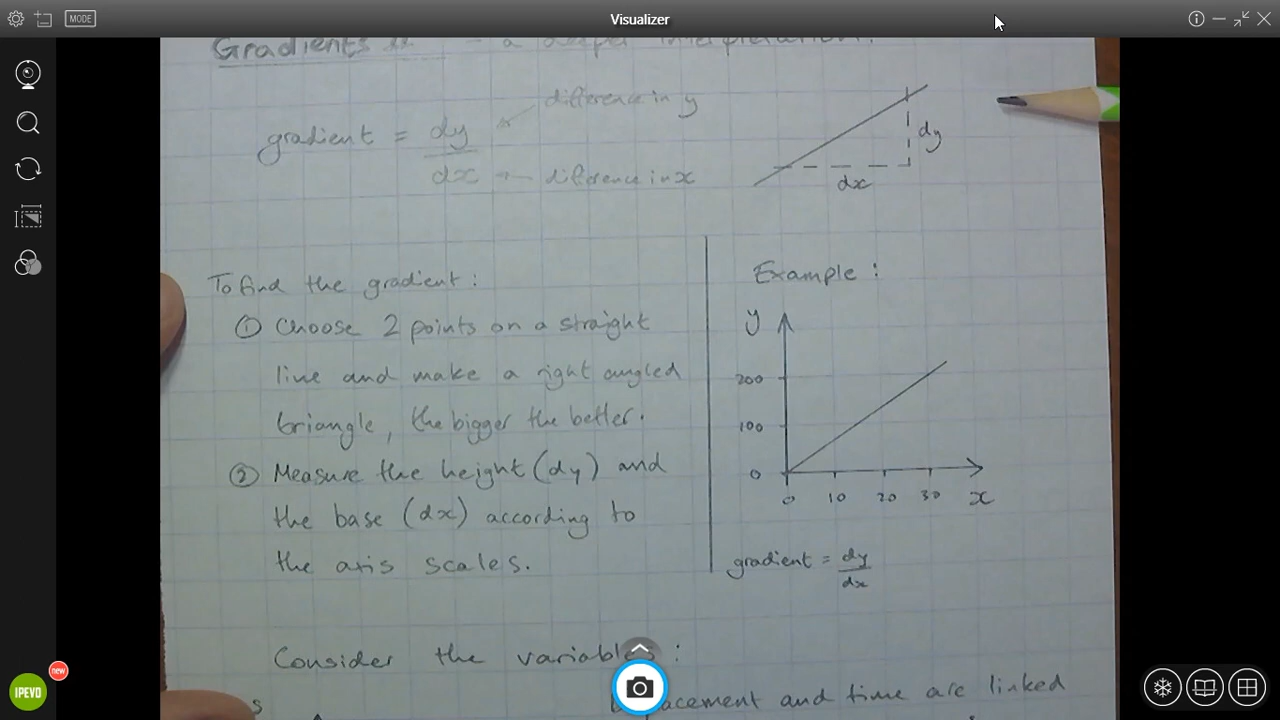 MODE
Visualizer
Gradients
gradient = dy/dx
difference in y
difference in x
dy
dx
To find the gradient :
① Choose 2 points on a straight
line and make a right angled
triangle, the bigger the better.
② Measure the height (dy) and
the base (dx) according to
the axis scales.
Example :
y
200
100
0
0 10 20 30 x
gradient = dy/dx
Consider the variables :
and time are linked
new
IPEVO